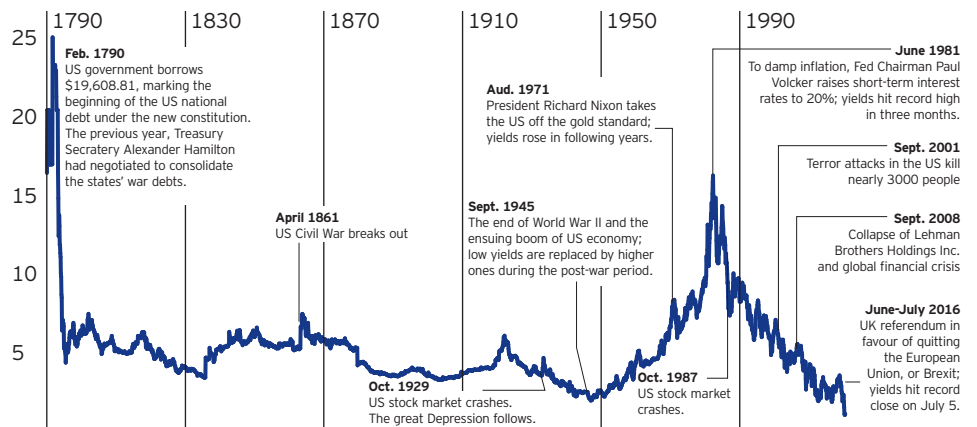 1790
1830
1870
1910
1950
1990
25
20
15
10
5
Feb. 1790
US government borrows
$19,608.81, marking the
beginning of the US national
debt under the new constitution.
The previous year, Treasury
Secratery Alexander Hamilton
had negotiated to consolidate
the states' war debts.
April 1861
US Civil War breaks out
Oct. 1929
US stock market crashes.
The great Depression follows.
Sept. 1945
The end of World War II and the
ensuing boom of US economy;
low yields are replaced by higher
ones during the post-war period.
Aud. 1971
President Richard Nixon takes
the US off the gold standard;
yields rose in following years.
June 1981
To damp inflation, Fed Chairman Paul
Volcker raises short-term interest
rates to 20%; yields hit record high
in three months.
Oct. 1987
US stock market
crashes.
Sept. 2001
Terror attacks in the US kill
nearly 3000 people
Sept. 2008
Collapse of Lehman
Brothers Holdings Inc.
and global financial crisis
June-July 2016
UK referendum in
favour of quitting
the European
Union, or Brexit;
yields hit record
close on July 5.